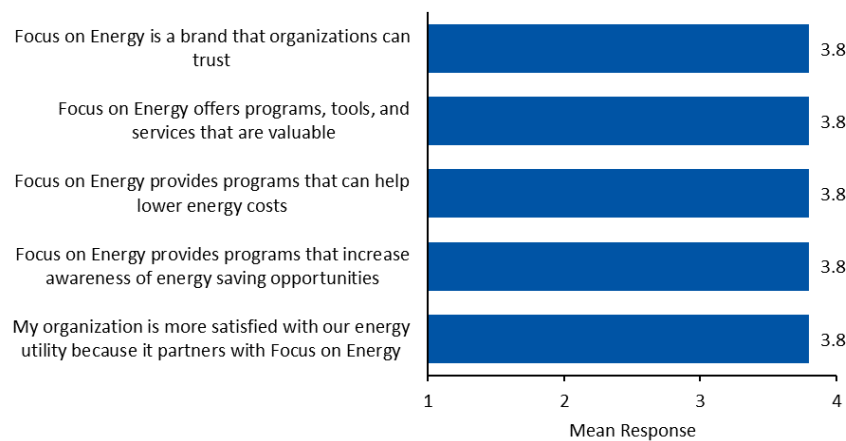 Focus on Energy is a brand that organizations can
trust
3.8
Focus on Energy offers programs, tools, and
services that are valuable
3.8
Focus on Energy provides programs that can help
lower energy costs
3.8
Focus on Energy provides programs that increase
awareness of energy saving opportunities
3.8
My organization is more satisfied with our energy
utility because it partners with Focus on Energy
3.8
1 2 3 4
Mean Response